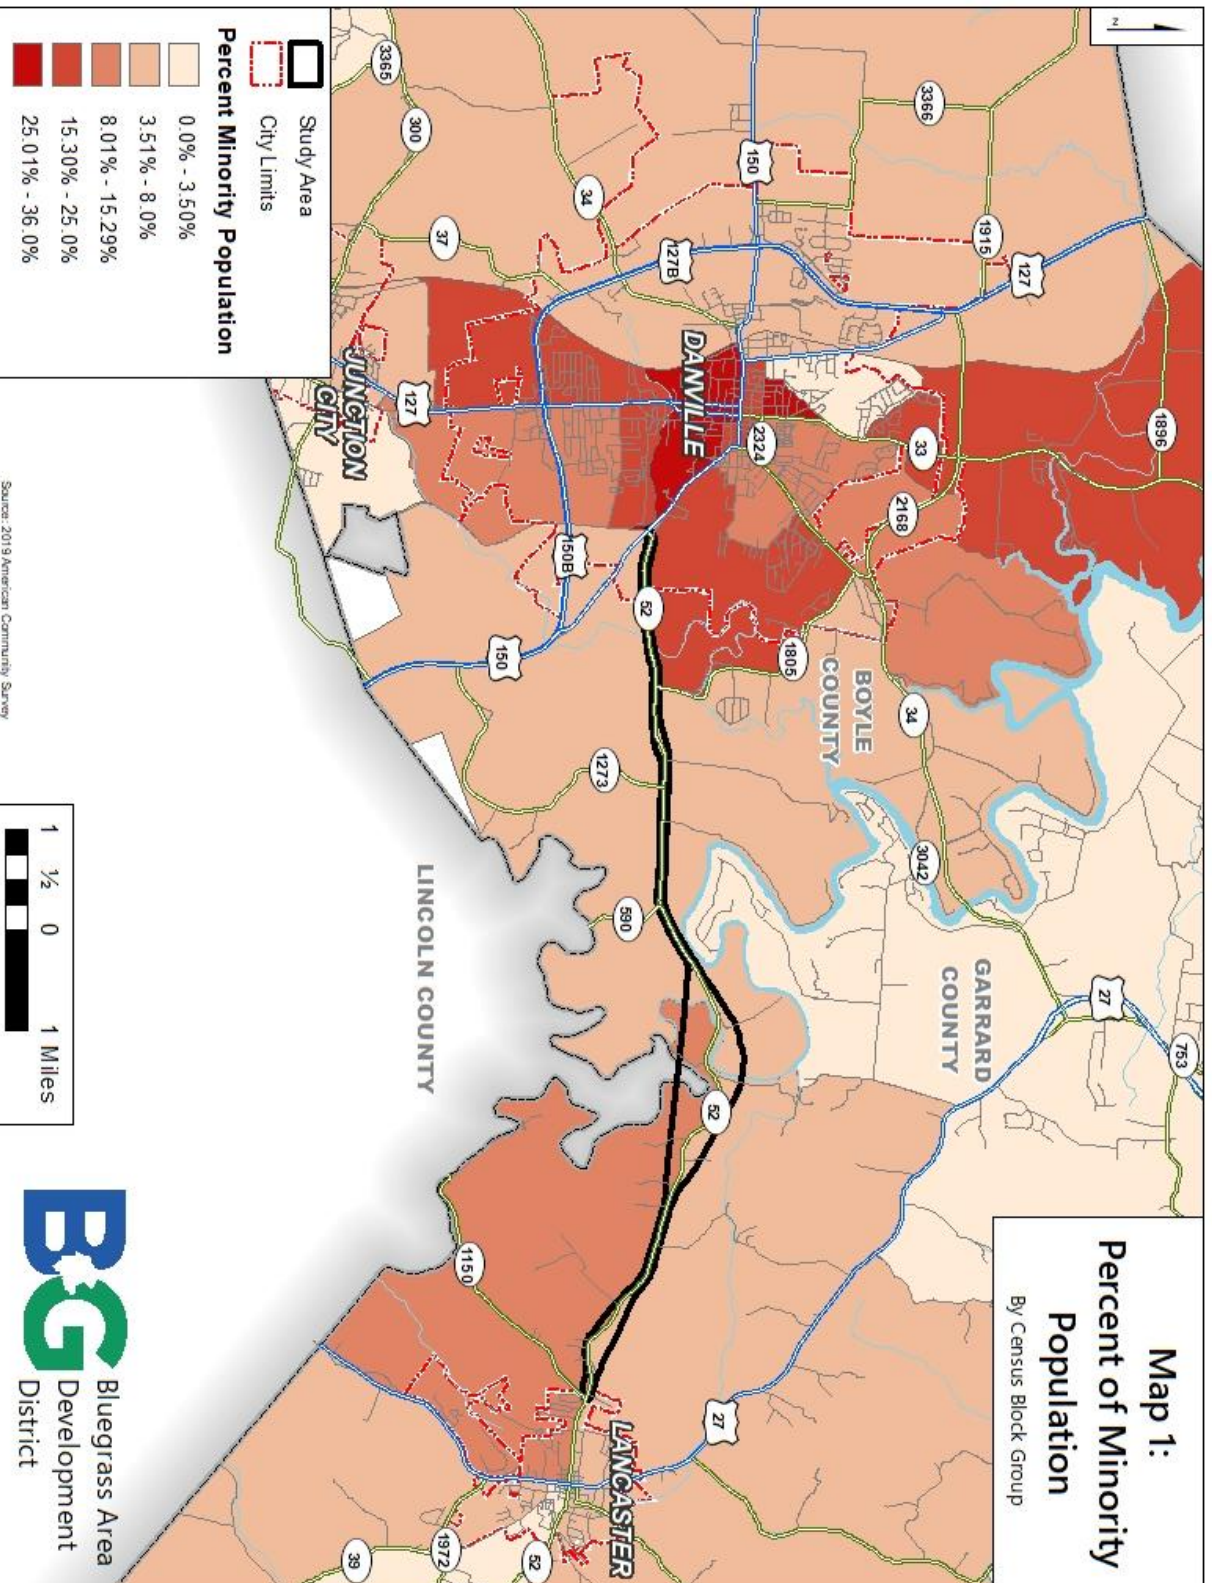 Map 1:
Percent of Minority
Population
By Census Block Group
N
3366
1915
127
1896
150
34
127B
3365
300
37
DANVILLE
2324
33
2168
JUNCTION
CITY
127
150B
52
150
1805
BOYLE
COUNTY
34
1273
3042
590
LINCOLN COUNTY
GARRARD
COUNTY
27
753
52
1150
27
LANCASTER
1972
52
39
Study Area
City Limits
Percent Minority Population
0.0% - 3.50%
3.51% - 8.0%
8.01% - 15.29%
15.30% - 25.0%
25.01% - 36.0%
Source: 2019 American Community Survey
1 ½ 0 1 Miles
BG
Bluegrass Area
Development
District